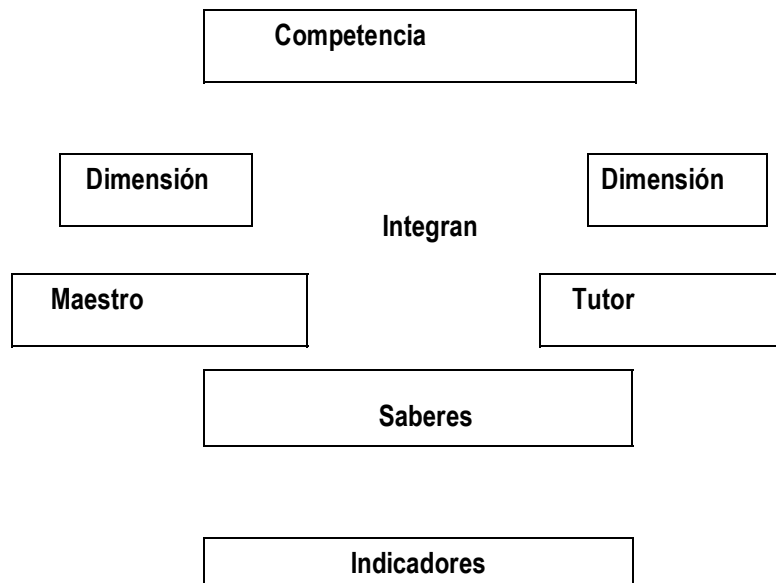 Competencia
Dimensión
Dimensión
Integran
Maestro
Tutor
Saberes
Indicadores